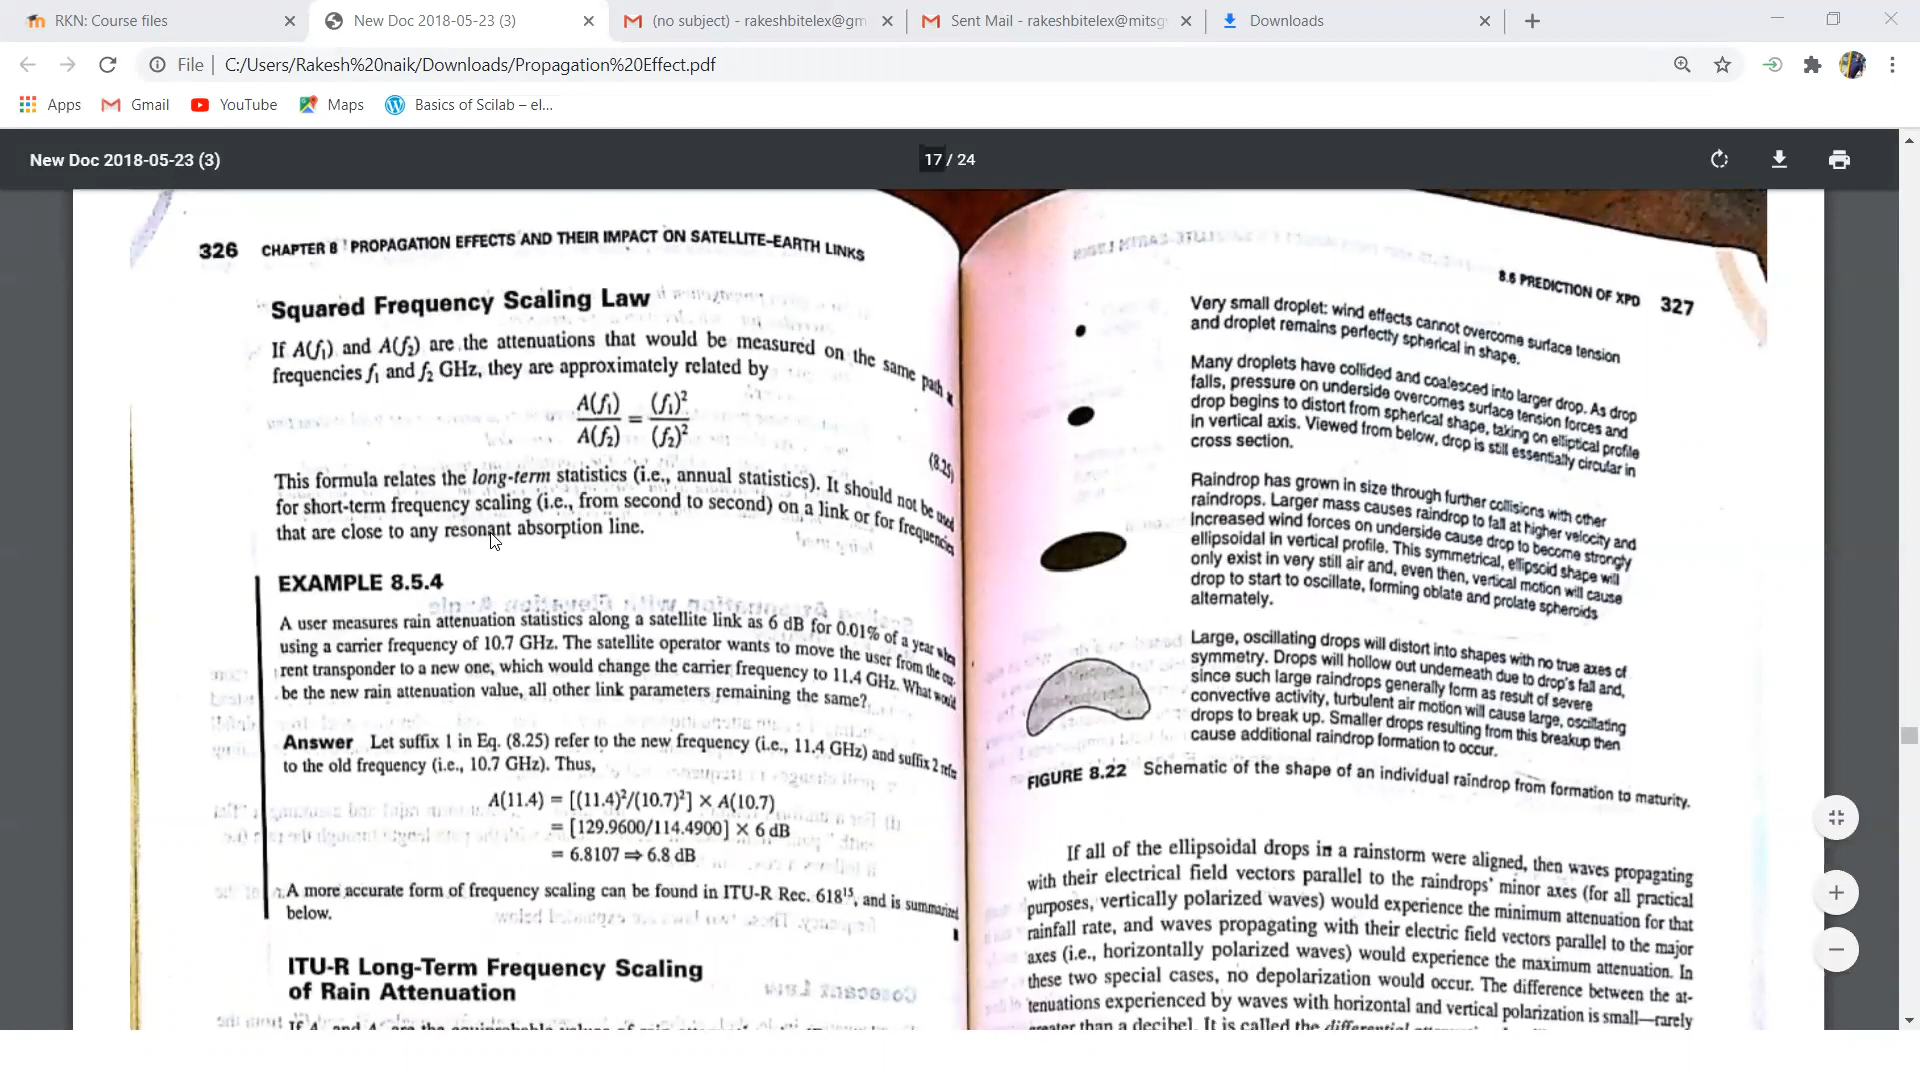 RKN: Course files
New Doc 2018-05-23 (3)
(no subject) - rakeshbitelex@gm
Sent Mail - rakeshbitelex@mitsg
Downloads
File | C:/Users/Rakesh%20naik/Downloads/Propagation%20Effect.pdf
Apps
Gmail
YouTube
Maps
Basics of Scilab – el...
New Doc 2018-05-23 (3)
17 / 24
326 CHAPTER 8 PROPAGATION EFFECTS AND THEIR IMPACT ON SATELLITE–EARTH LINKS
Squared Frequency Scaling Law
If A(f₁) and A(f₂) are the attenuations that would be measured on the same path
frequencies f₁ and f₂ GHz, they are approximately related by
A(f₁)/A(f₂) = (f₁)²/(f₂)²
(8.25)
This formula relates the long-term statistics (i.e., annual statistics). It should not be used
for short-term frequency scaling (i.e., from second to second) on a link or for frequencies
that are close to any resonant absorption line.
EXAMPLE 8.5.4
A user measures rain attenuation statistics along a satellite link as 6 dB for 0.01% of a year when
using a carrier frequency of 10.7 GHz. The satellite operator wants to move the user from the cur-
rent transponder to a new one, which would change the carrier frequency to 11.4 GHz. What would
be the new rain attenuation value, all other link parameters remaining the same?
Answer Let suffix 1 in Eq. (8.25) refer to the new frequency (i.e., 11.4 GHz) and suffix 2 refer
to the old frequency (i.e., 10.7 GHz). Thus,
A(11.4) = [(11.4)²/(10.7)²] × A(10.7)
= [129.9600/114.4900] × 6 dB
= 6.8107 ⇒ 6.8 dB
A more accurate form of frequency scaling can be found in ITU-R Rec. 618¹⁵, and is summarized
below.
ITU-R Long-Term Frequency Scaling
of Rain Attenuation
8.6 PREDICTION OF XPD 327
Very small droplet: wind effects cannot overcome surface tension
and droplet remains perfectly spherical in shape.
Many droplets have collided and coalesced into larger drop. As drop
falls, pressure on underside overcomes surface tension forces and
drop begins to distort from spherical shape, taking on elliptical profile
in vertical axis. Viewed from below, drop is still essentially circular in
cross section.
Raindrop has grown in size through further collisions with other
raindrops. Larger mass causes raindrop to fall at higher velocity and
increased wind forces on underside cause drop to become strongly
ellipsoidal in vertical profile. This symmetrical, ellipsoid shape will
only exist in very still air and, even then, vertical motion will cause
drop to start to oscillate, forming oblate and prolate spheroids
alternately.
Large, oscillating drops will distort into shapes with no true axes of
symmetry. Drops will hollow out underneath due to drop's fall and,
since such large raindrops generally form as result of severe
convective activity, turbulent air motion will cause large, oscillating
drops to break up. Smaller drops resulting from this breakup then
cause additional raindrop formation to occur.
FIGURE 8.22 Schematic of the shape of an individual raindrop from formation to maturity.
If all of the ellipsoidal drops in a rainstorm were aligned, then waves propagating
with their electrical field vectors parallel to the raindrops' minor axes (for all practical
purposes, vertically polarized waves) would experience the minimum attenuation for that
rainfall rate, and waves propagating with their electric field vectors parallel to the major
axes (i.e., horizontally polarized waves) would experience the maximum attenuation. In
these two special cases, no depolarization would occur. The difference between the at-
tenuations experienced by waves with horizontal and vertical polarization is small—rarely
greater than a decibel. It is called the differential